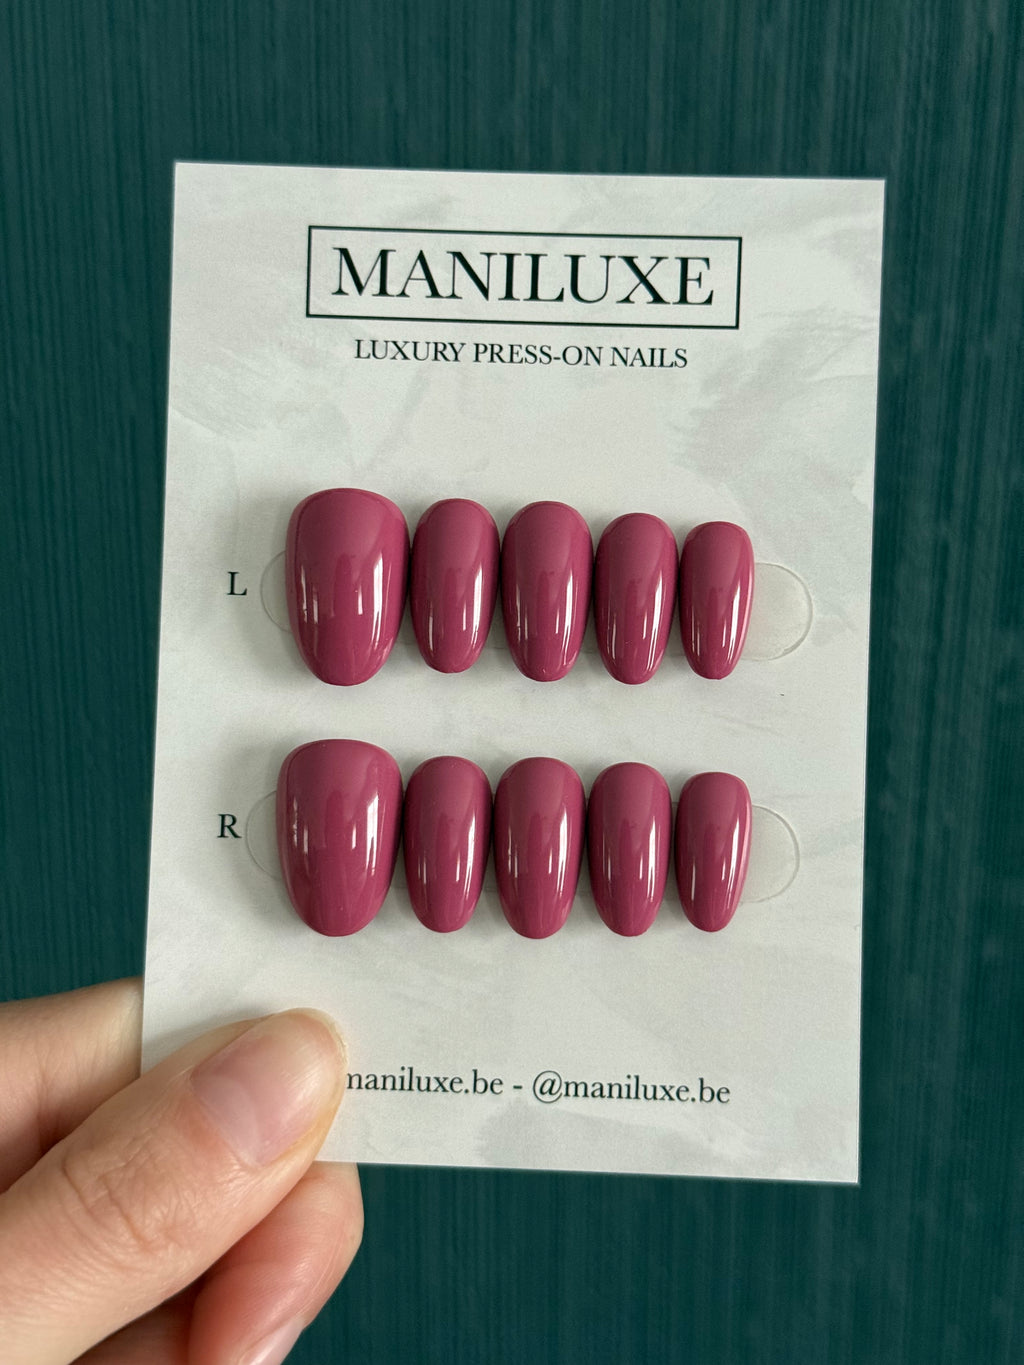 MANILUXE
LUXURY PRESS-ON NAILS
L
R
maniluxe.be - @maniluxe.be